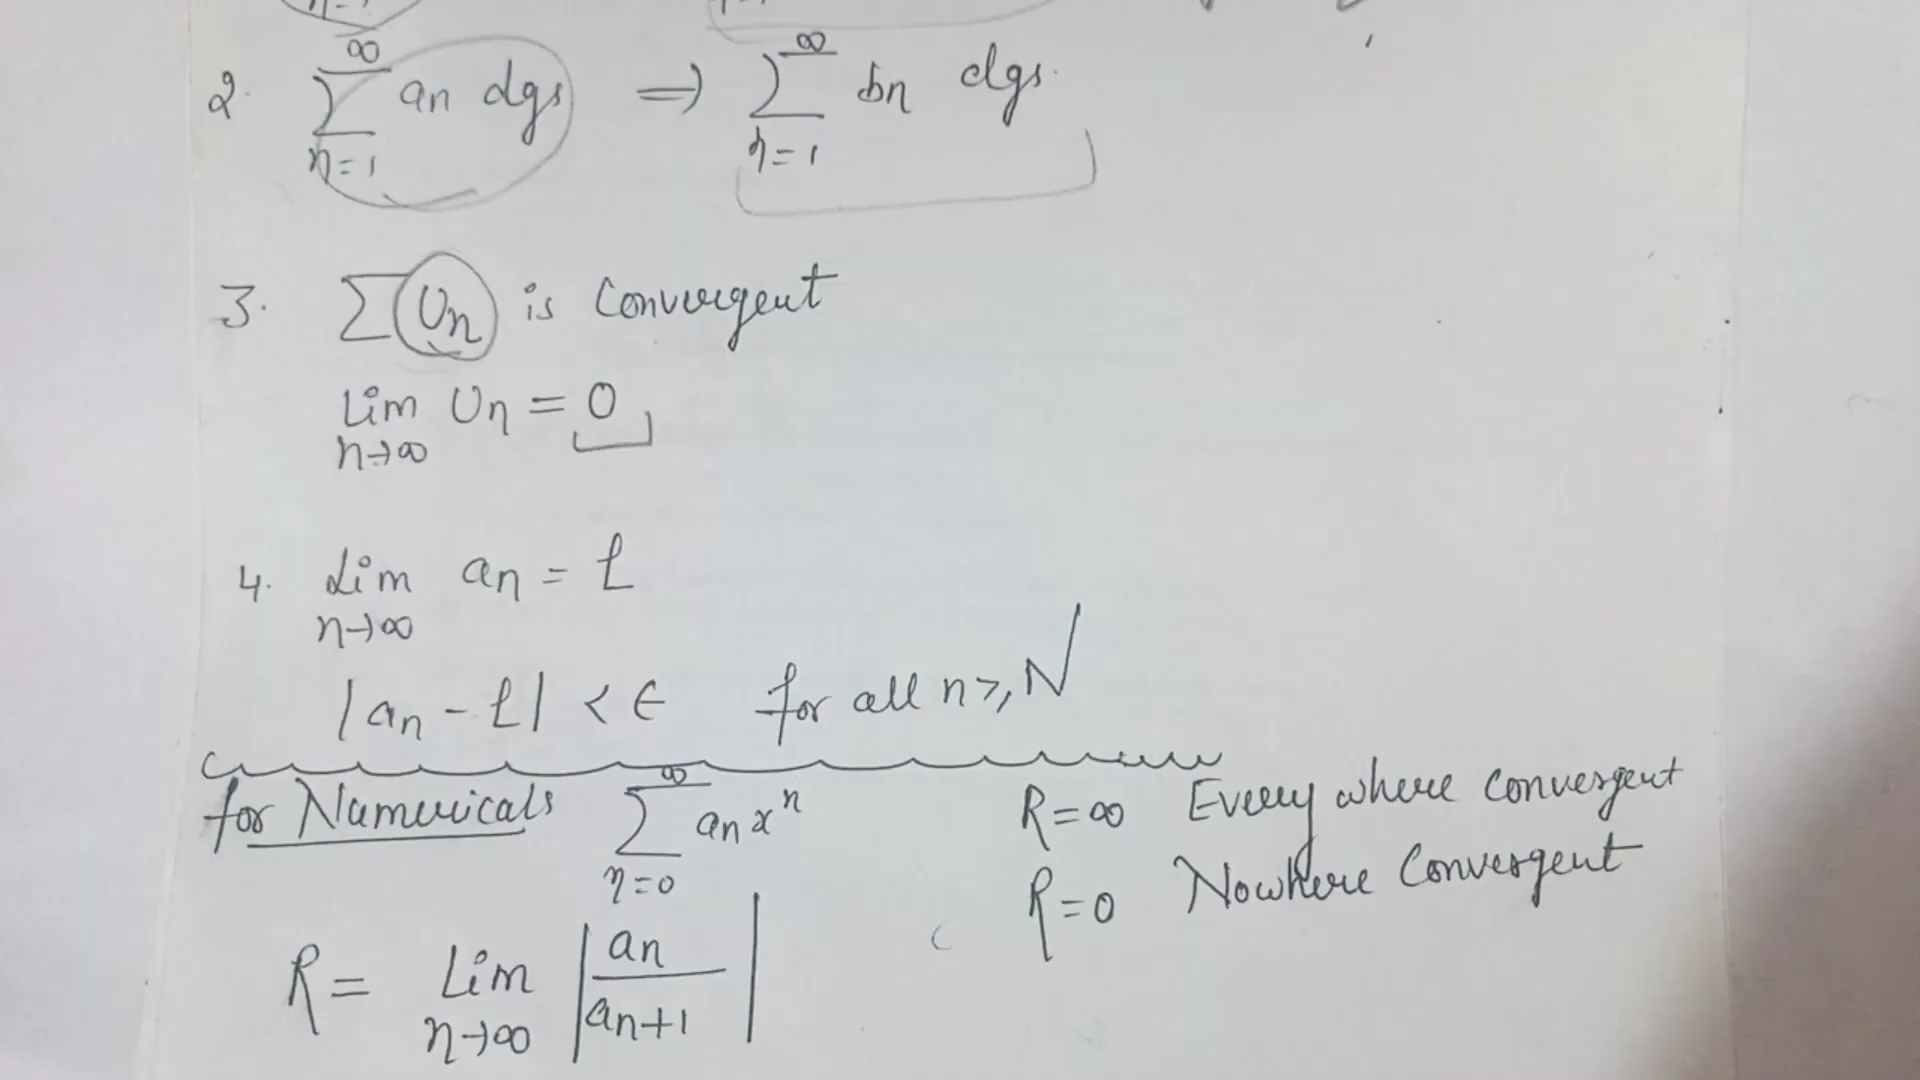 2. ∑_{n=1}^{∞} an dgs ⇒ ∑_{n=1}^{∞} bn dgs.
3. ∑ Un is Convergent
Lim_{n→∞} Un = 0
4. Lim_{n→∞} an = L
|an - L| < ϵ for all n ≥ N
for Numericals ∑_{n=0}^{∞} an x^n
R=∞ Every where convergent
R=0 Nowhere Convergent
R = Lim_{n→∞} |an / an+1|